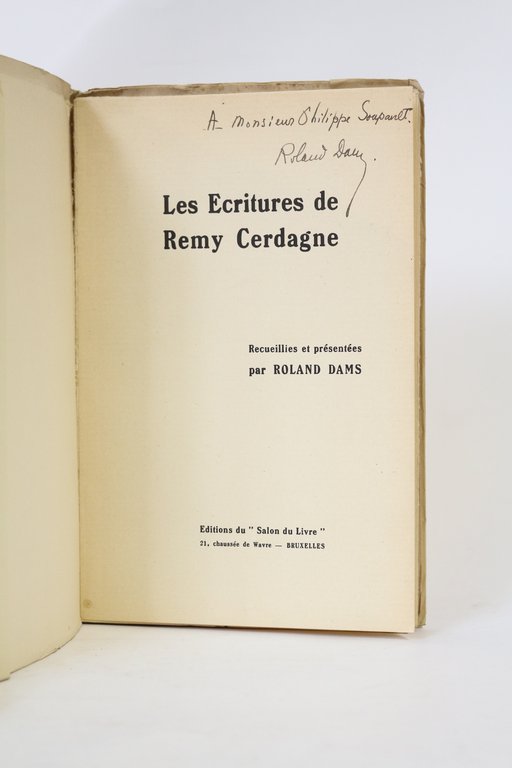 A Monsieur Philippe Soupault.
Roland Dams.
Les Ecritures de
Remy Cerdagne
Recueillies et présentées
par ROLAND DAMS
Editions du " Salon du Livre "
21, chaussée de Wavre — BRUXELLES